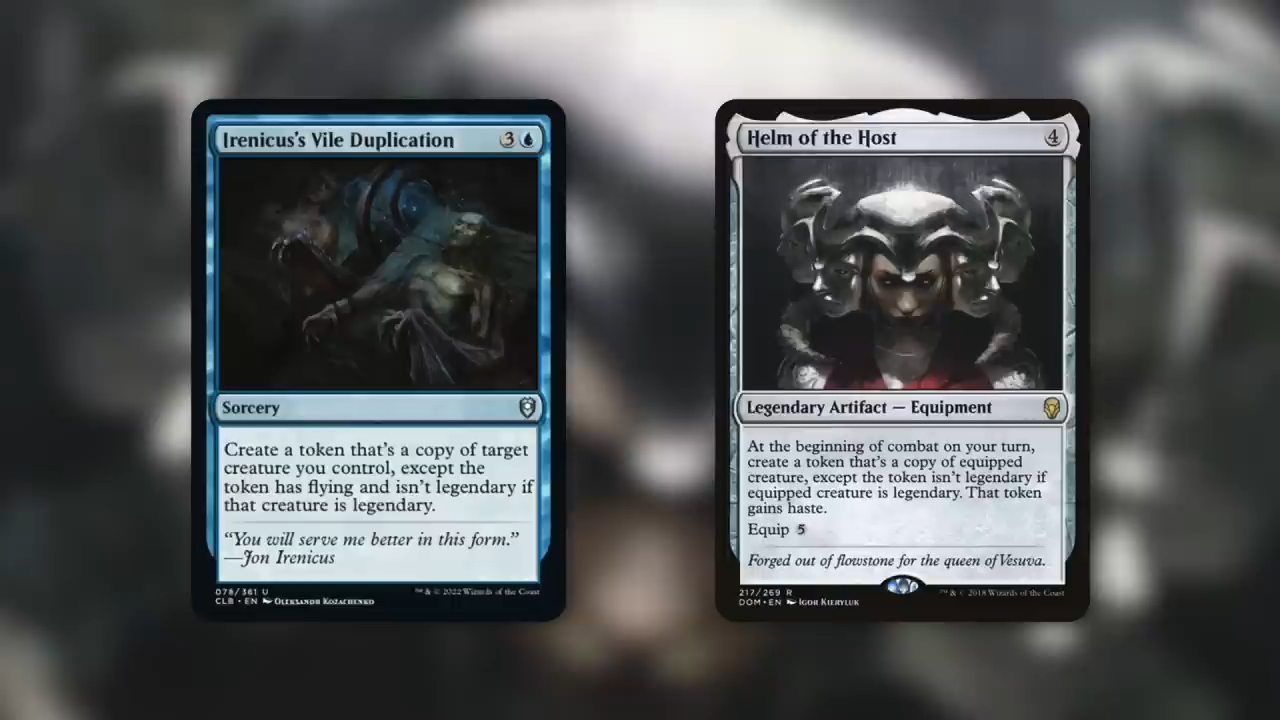 Irenicus's Vile Duplication 3
Sorcery
Create a token that's a copy of target
creature you control, except the
token has flying and isn't legendary if
that creature is legendary.
"You will serve me better in this form."
—Jon Irenicus
078/361 U
CLB • EN Oleksandr Kozachenko
™ & © 2022 Wizards of the Coast
Helm of the Host 4
Legendary Artifact — Equipment
At the beginning of combat on your turn,
create a token that's a copy of equipped
creature, except the token isn't legendary if
equipped creature is legendary. That token
gains haste.
Equip 5
Forged out of flowstone for the queen of Vesuva.
217/269 R
DOM • EN Igor Kieryluk
™ & © 2018 Wizards of the Coast